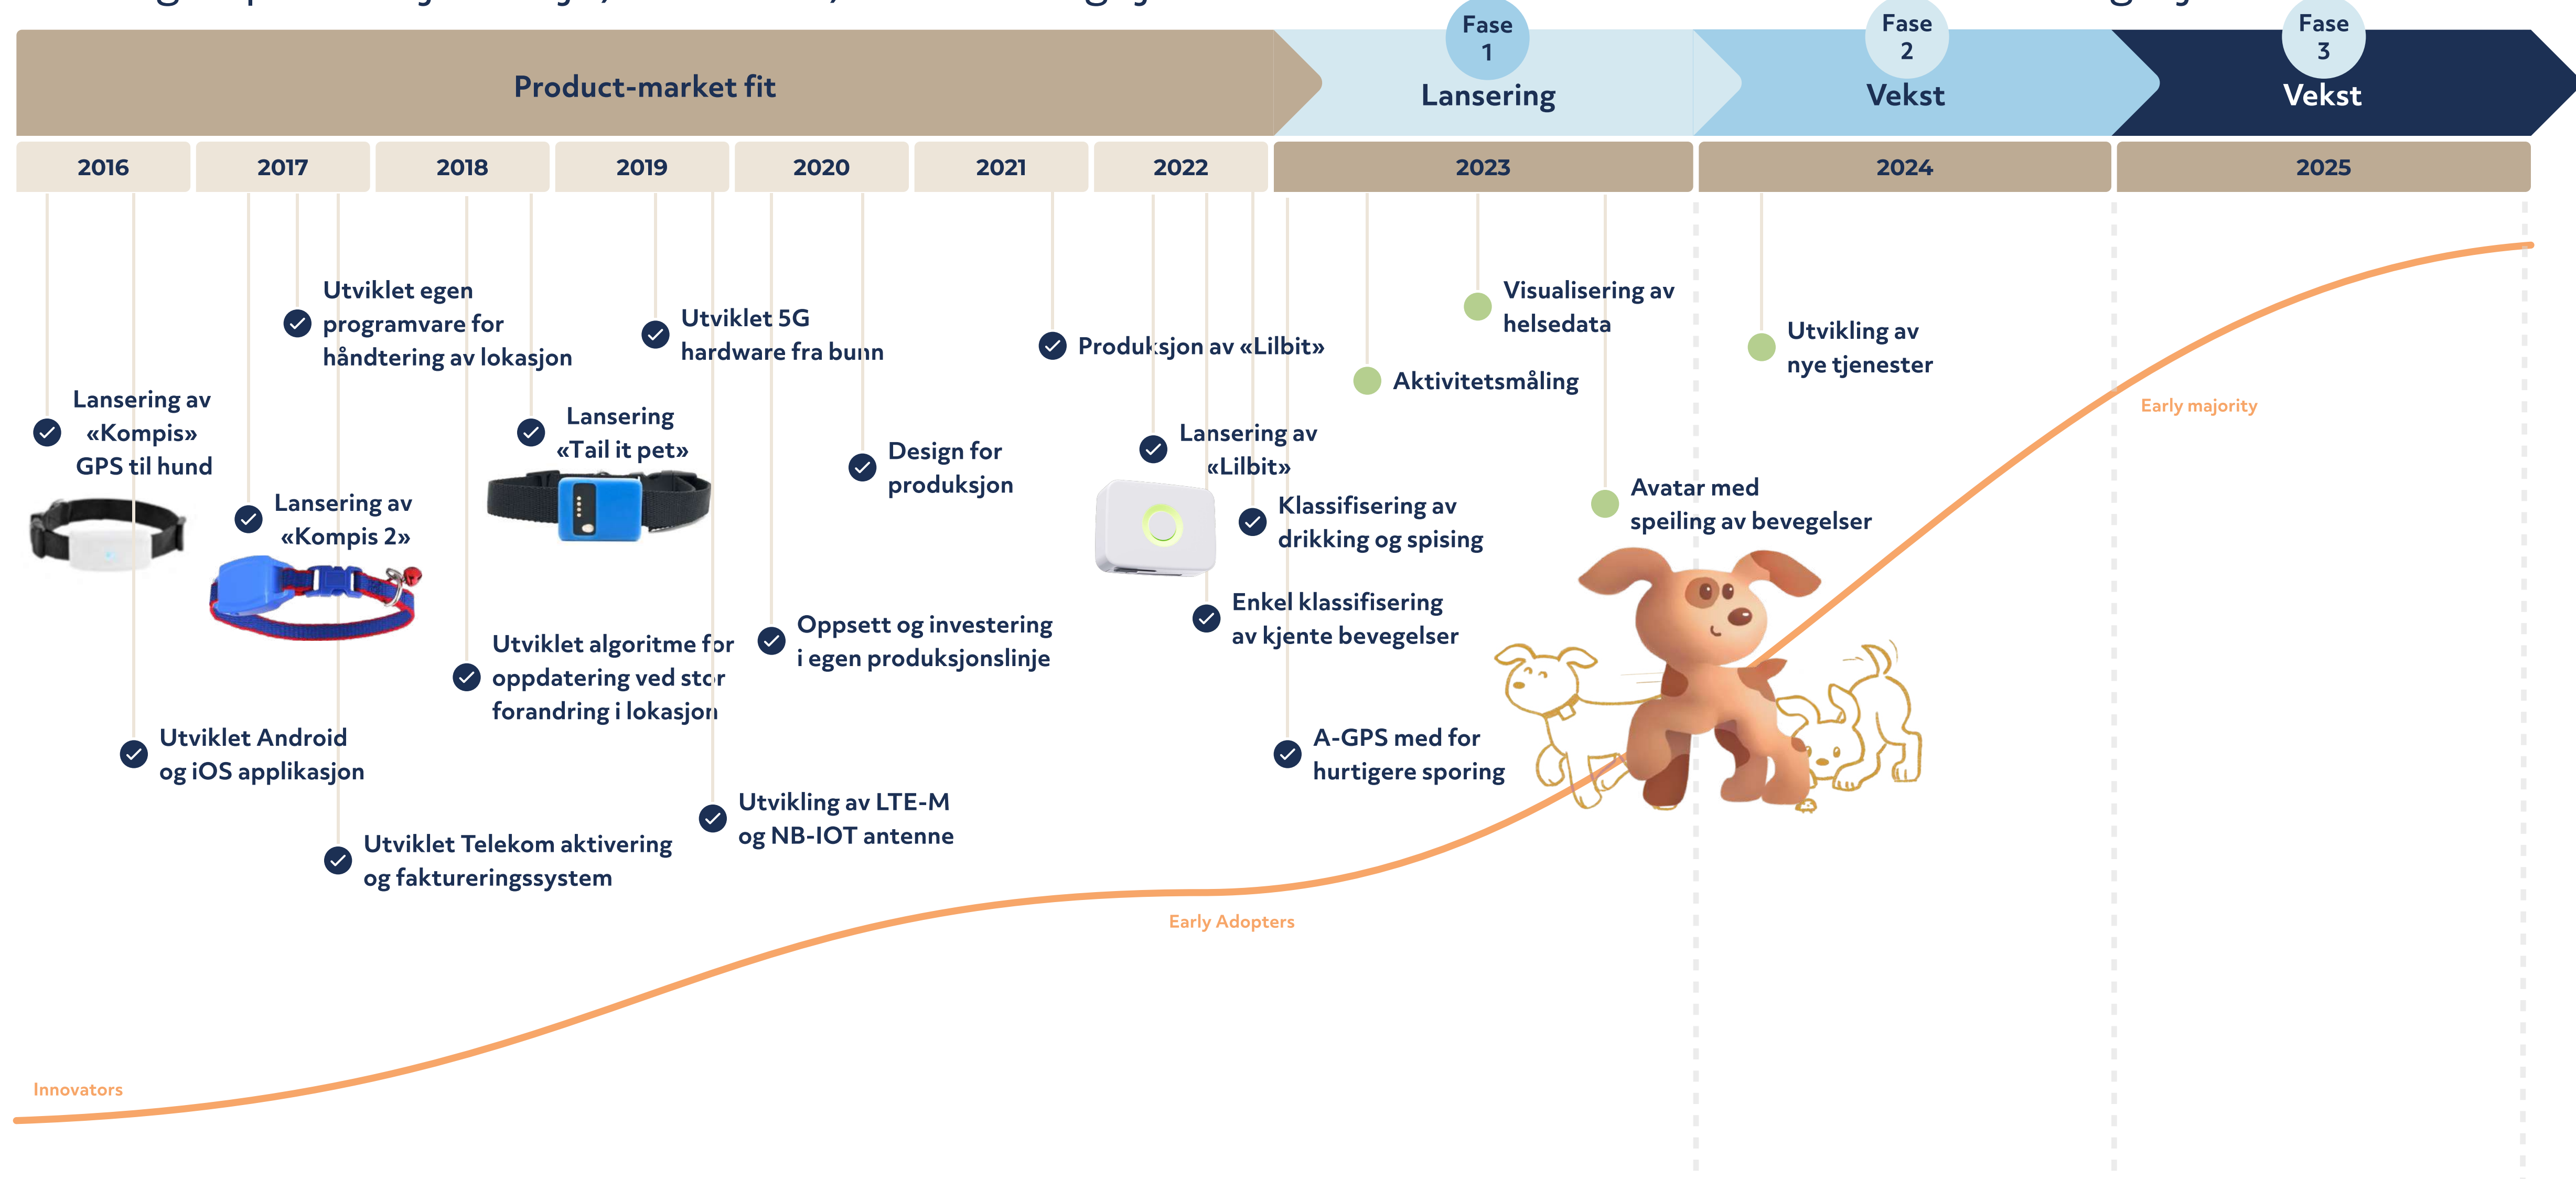 Fase
1
Fase
2
Fase
3
Product-market fit
Lansering
Vekst
Vekst
2016
2017
2018
2019
2020
2021
2022
2023
2024
2025
Lansering av
«Kompis»
GPS til hund
Utviklet Android
og iOS applikasjon
Lansering av
«Kompis 2»
Utviklet egen
programvare for
håndtering av lokasjon
Utviklet Telekom aktivering
og faktureringssystem
Utviklet algoritme for
oppdatering ved stor
forandring i lokasjon
Lansering
«Tail it pet»
Utviklet 5G
hardware fra bunn
Utvikling av LTE-M
og NB-IOT antenne
Oppsett og investering
i egen produksjonslinje
Design for
produksjon
Produksjon av «Lilbit»
Lansering av
«Lilbit»
Enkel klassifisering
av kjente bevegelser
Klassifisering av
drikking og spising
A-GPS med for
hurtigere sporing
Aktivitetsmåling
Visualisering av
helsedata
Avatar med
speiling av bevegelser
Utvikling av
nye tjenester
Innovators
Early Adopters
Early majority